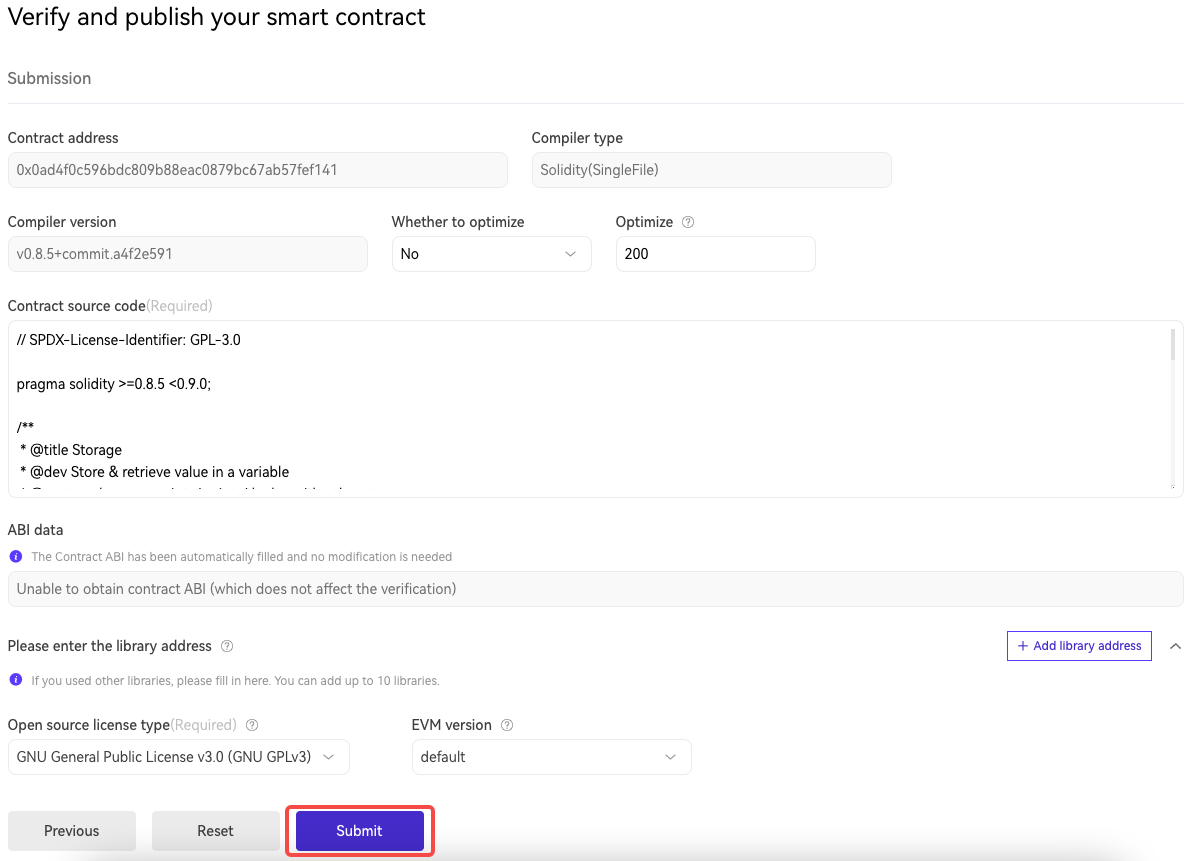 Verify and publish your smart contract
Submission
Contract address
Compiler type
0x0ad4f0c596bdc809b88eac0879bc67ab57fef141
Solidity(SingleFile)
Compiler version
Whether to optimize
Optimize
v0.8.5+commit.a4f2e591
No
200
Contract source code(Required)
// SPDX-License-Identifier: GPL-3.0
pragma solidity >=0.8.5 <0.9.0;
/**
* @title Storage
* @dev Store & retrieve value in a variable
ABI data
The Contract ABI has been automatically filled and no modification is needed
Unable to obtain contract ABI (which does not affect the verification)
Please enter the library address
+ Add library address
If you used other libraries, please fill in here. You can add up to 10 libraries.
Open source license type(Required)
EVM version
GNU General Public License v3.0 (GNU GPLv3)
default
Previous
Reset
Submit